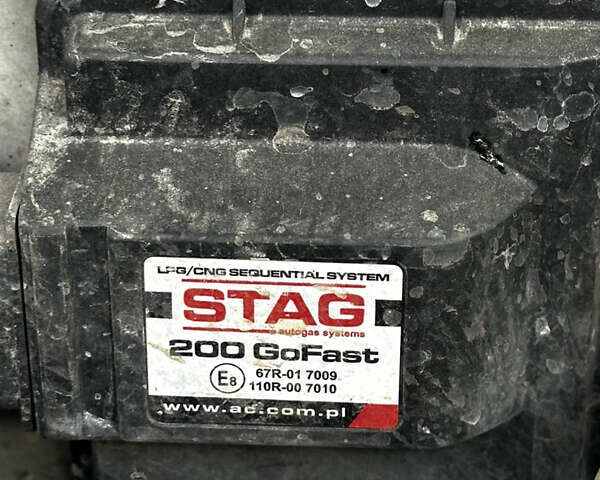 LPG/CNG SEQUENTIAL SYSTEM
STAG
autogas systems
200 GoFast
E8 67R-01 7009
110R-00 7010
www.ac.com.pl